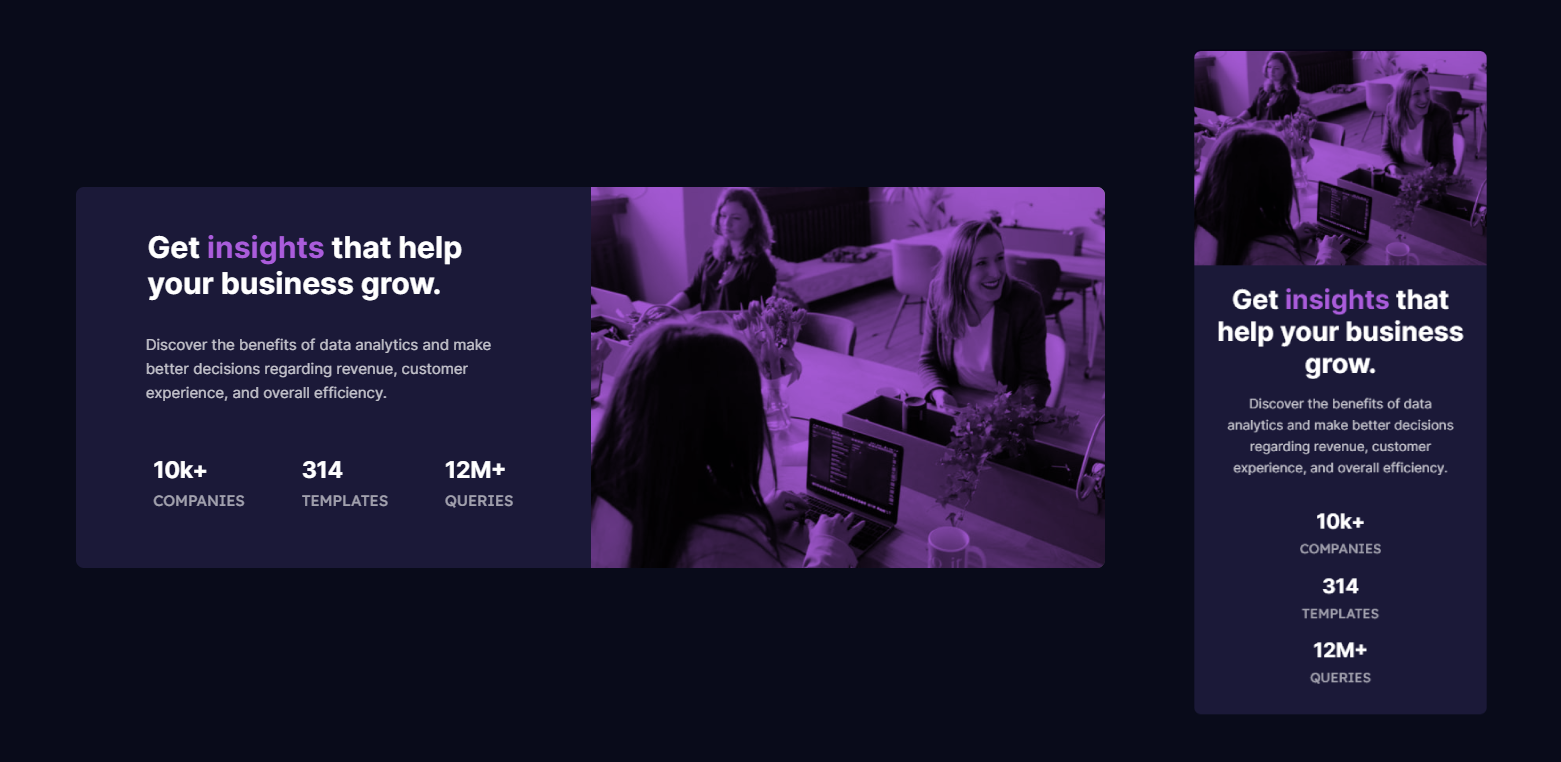 Get insights that help
your business grow.
Discover the benefits of data analytics and make
better decisions regarding revenue, customer
experience, and overall efficiency.
10k+
COMPANIES
314
TEMPLATES
12M+
QUERIES
Get insights that
help your business
grow.
Discover the benefits of data
analytics and make better decisions
regarding revenue, customer
experience, and overall efficiency.
10k+
COMPANIES
314
TEMPLATES
12M+
QUERIES